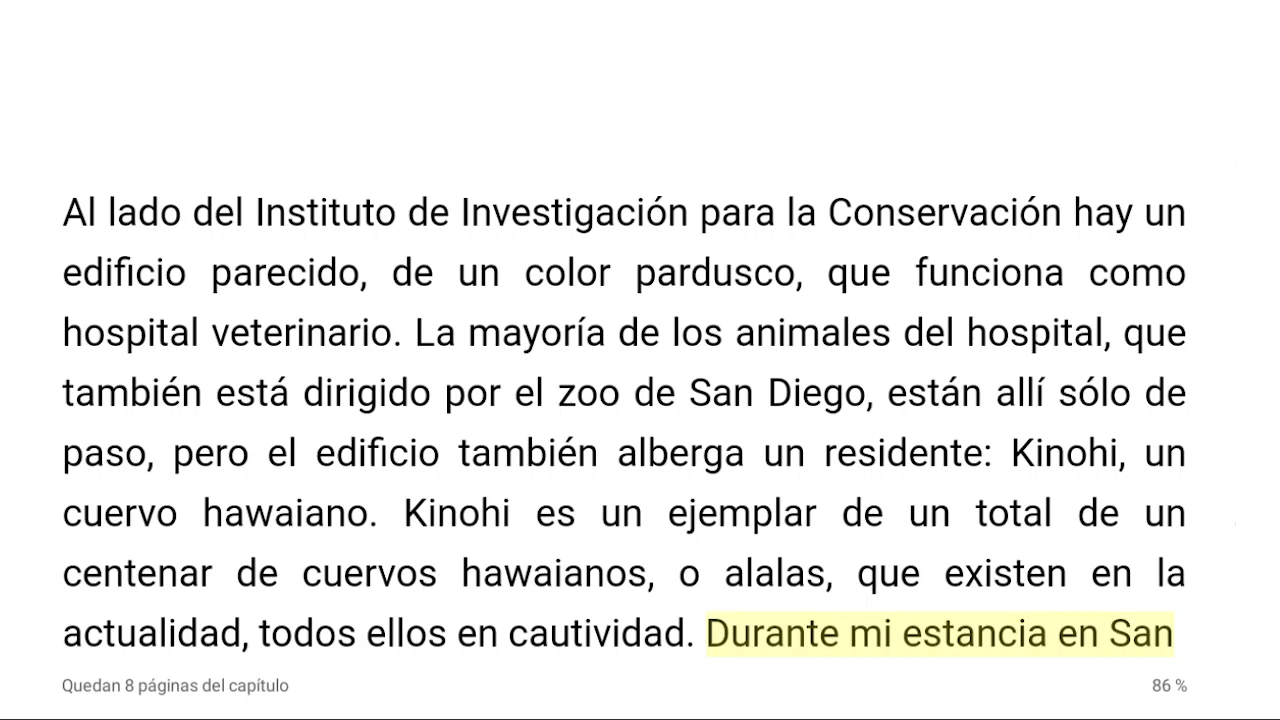 Al lado del Instituto de Investigación para la Conservación hay un
edificio parecido, de un color pardusco, que funciona como
hospital veterinario. La mayoría de los animales del hospital, que
también está dirigido por el zoo de San Diego, están allí sólo de
paso, pero el edificio también alberga un residente: Kinohi, un
cuervo hawaiano. Kinohi es un ejemplar de un total de un
centenar de cuervos hawaianos, o alalas, que existen en la
actualidad, todos ellos en cautividad. Durante mi estancia en San
Quedan 8 páginas del capítulo 86 %